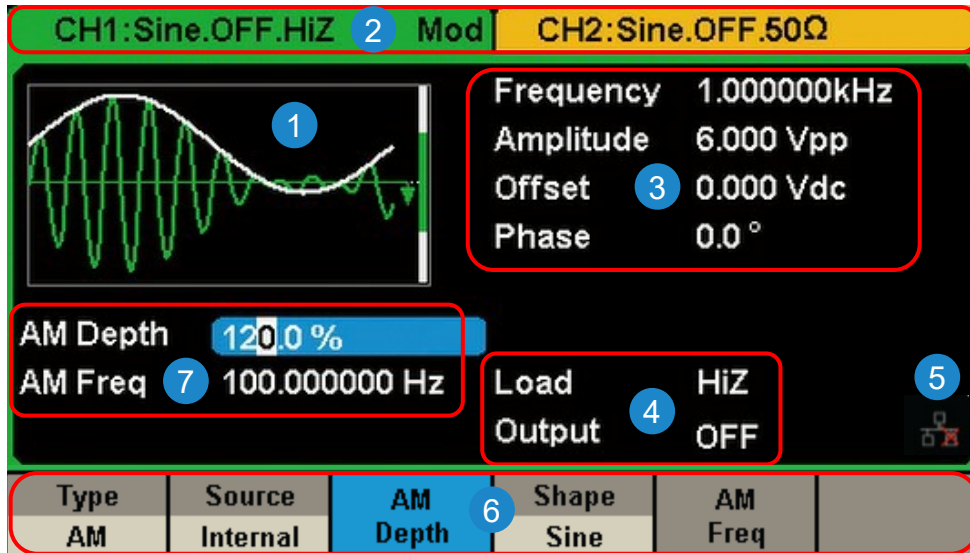 CH1:Sine.OFF.HiZ 2 Mod CH2:Sine.OFF.50Ω
1
Frequency 1.000000kHz
Amplitude 6.000 Vpp
Offset 3 0.000 Vdc
Phase 0.0 °
AM Depth 120.0 %
AM Freq 7 100.000000 Hz
Load HiZ
4
Output OFF
5
Type Source AM Shape AM
6
AM Internal Depth Sine Freq